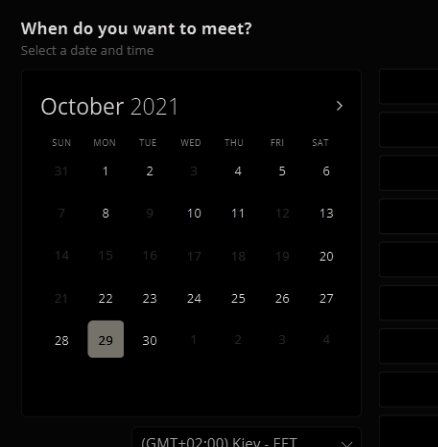 When do you want to meet?
Select a date and time
October 2021
SUN MON TUE WED THU FRI SAT
31 1 2 3 4 5 6
7 8 9 10 11 12 13
14 15 16 17 18 19 20
21 22 23 24 25 26 27
28 29 30 1 2 3 4
(GMT+02:00) Kiev - EET